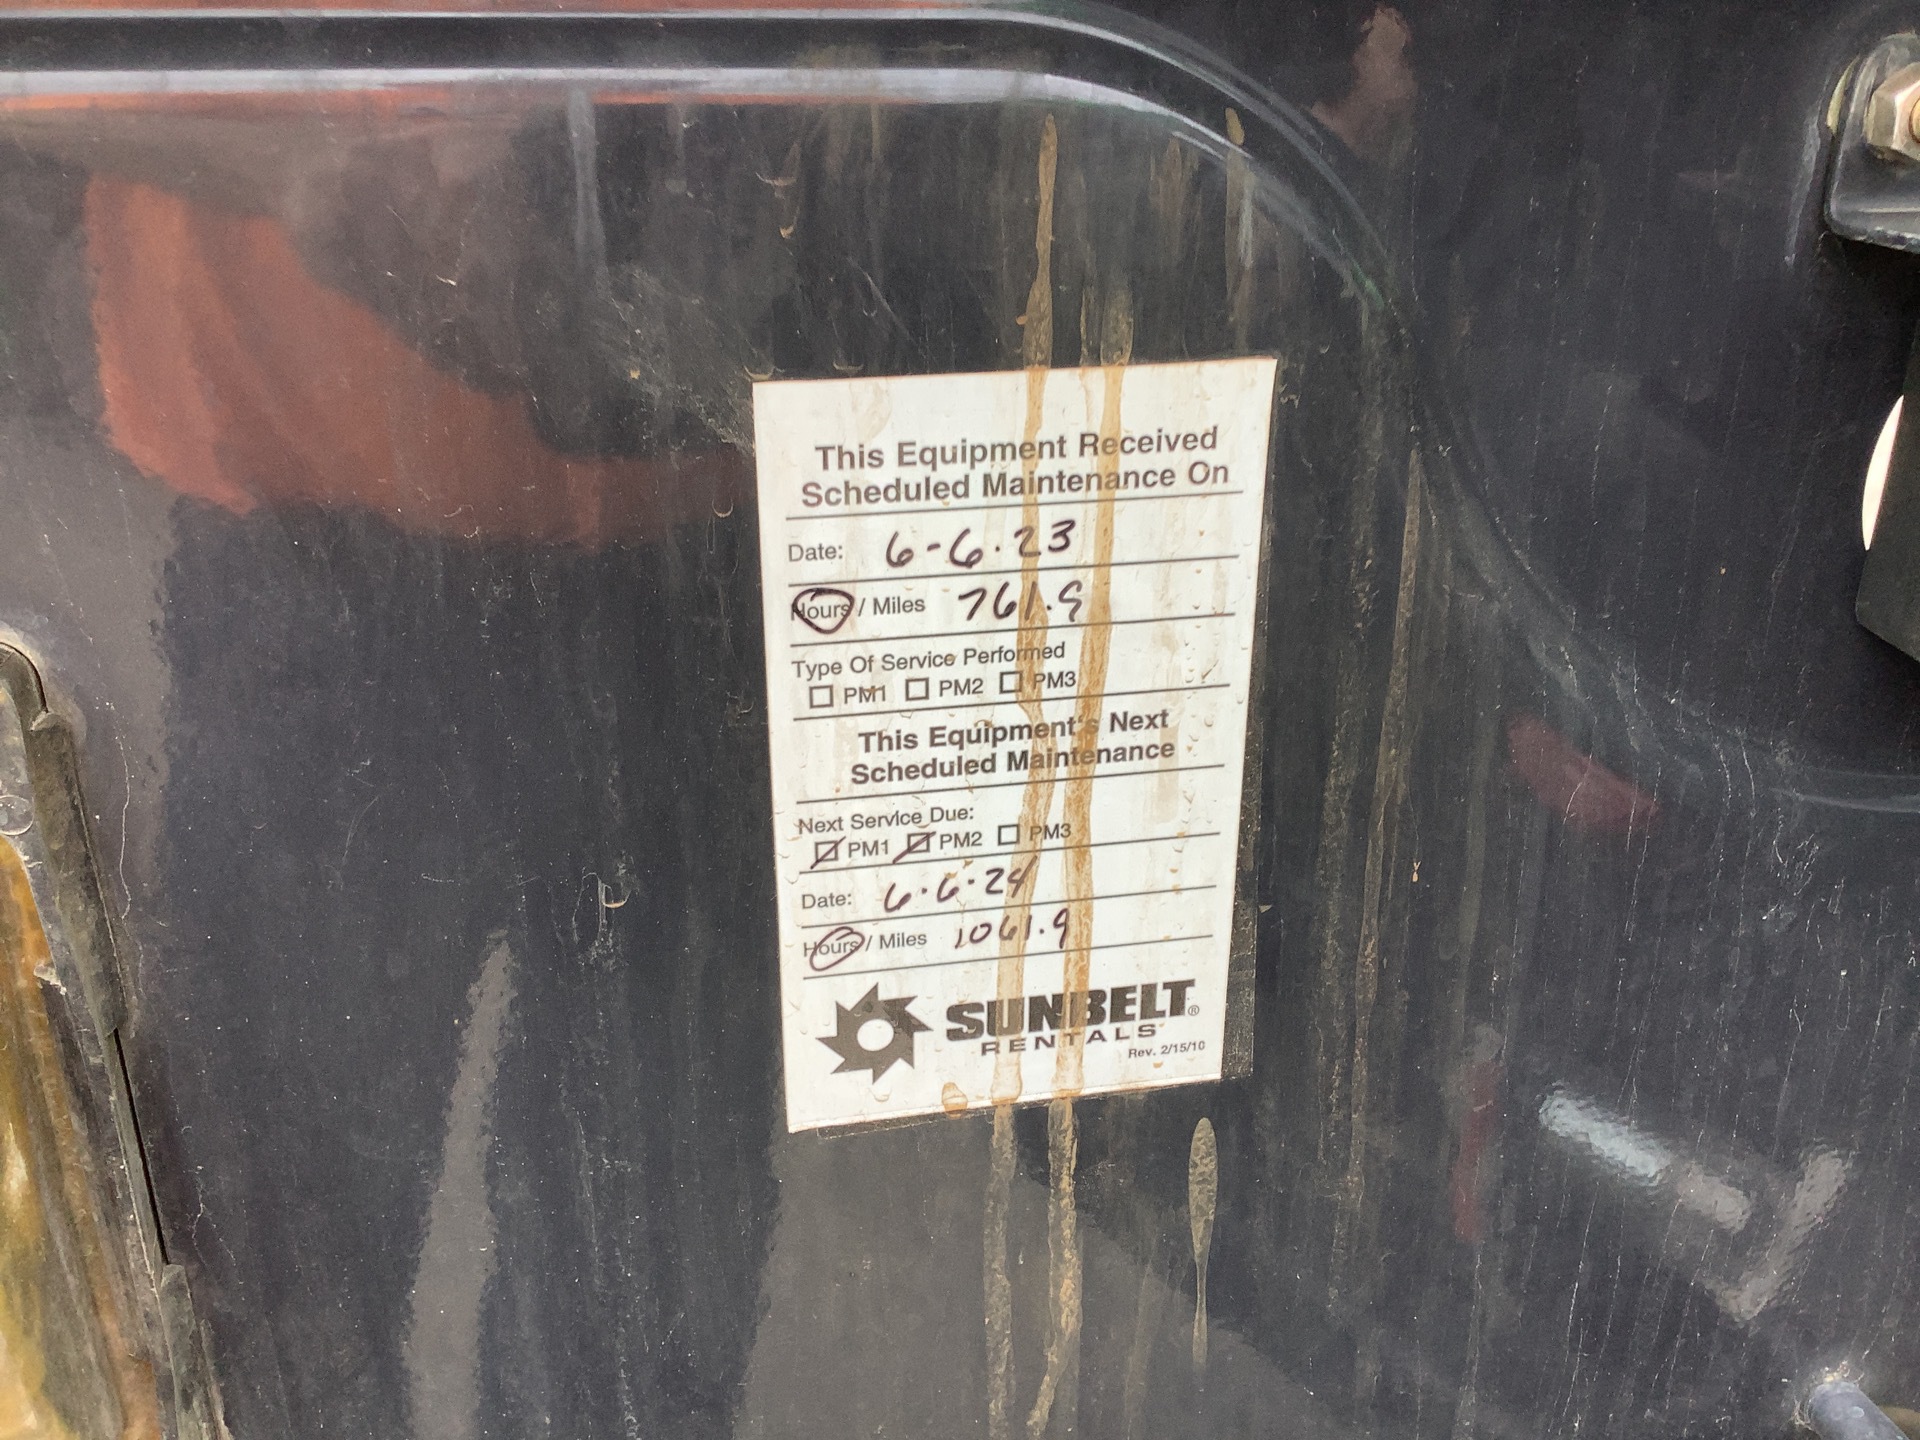 This Equipment Received
Scheduled Maintenance On
Date: 6-6.23
Hours / Miles 761.9
Type Of Service Performed
☐ PM1 ☐ PM2 ☐ PM3
This Equipment's Next
Scheduled Maintenance
Next Service Due:
☑ PM1 ☑ PM2 ☐ PM3
Date: 6.6.24
Hours / Miles 1061.9
SUNBELT®
RENTALS
Rev. 2/15/10